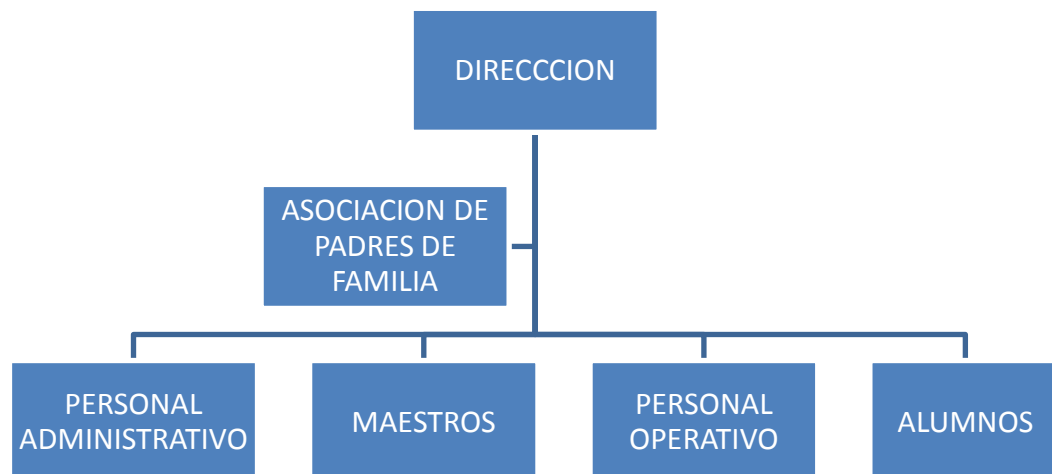 DIRECCCION
ASOCIACION DE
PADRES DE
FAMILIA
PERSONAL
ADMINISTRATIVO
MAESTROS
PERSONAL
OPERATIVO
ALUMNOS